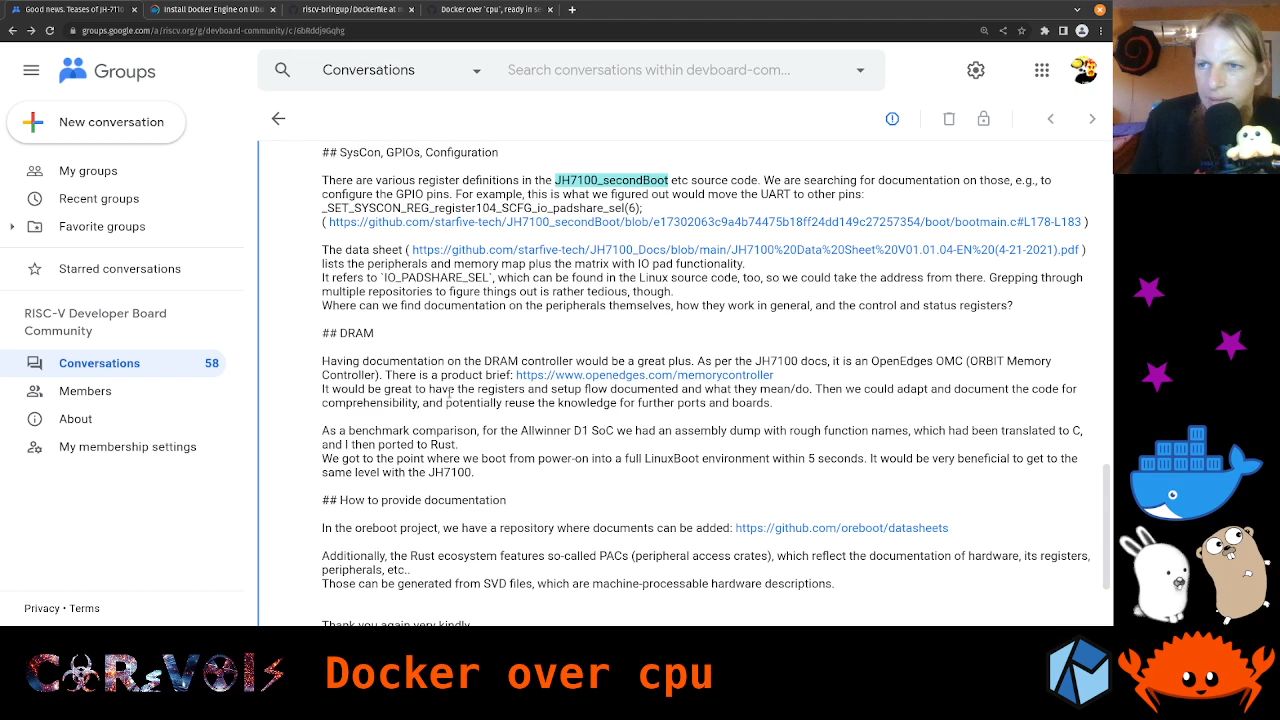 Good news. Teases of JH-7110
Install Docker Engine on Ubu
riscv-bringup/Dockerfile at m
Docker over `cpu`, ready in se
groups.google.com/a/riscv.org/g/devboard-community/c/6bRddj9Gqhg
Groups
Conversations
Search conversations within devboard-com...
New conversation
My groups
Recent groups
Favorite groups
Starred conversations
RISC-V Developer Board
Community
Conversations 58
Members
About
My membership settings
Privacy • Terms
## SysCon, GPIOs, Configuration
There are various register definitions in the JH7100_secondBoot etc source code. We are searching for documentation on those, e.g., to
configure the GPIO pins. For example, this is what we figured out would move the UART to other pins:
_SET_SYSCON_REG_register104_SCFG_io_padshare_sel(6);
( https://github.com/starfive-tech/JH7100_secondBoot/blob/e17302063c9a4b74475b18ff24dd149c27257354/boot/bootmain.c#L178-L183 )
The data sheet ( https://github.com/starfive-tech/JH7100_Docs/blob/main/JH7100%20Data%20Sheet%20V01.01.04-EN%20(4-21-2021).pdf )
lists the peripherals and memory map plus the matrix with IO pad functionality.
It refers to `IO_PADSHARE_SEL`, which can be found in the Linux source code, too, so we could take the address from there. Grepping through
multiple repositories to figure things out is rather tedious, though.
Where can we find documentation on the peripherals themselves, how they work in general, and the control and status registers?
## DRAM
Having documentation on the DRAM controller would be a great plus. As per the JH7100 docs, it is an OpenEdges OMC (ORBIT Memory
Controller). There is a product brief: https://www.openedges.com/memorycontroller
It would be great to have the registers and setup flow documented and what they mean/do. Then we could adapt and document the code for
comprehensibility, and potentially reuse the knowledge for further ports and boards.
As a benchmark comparison, for the Allwinner D1 SoC we had an assembly dump with rough function names, which had been translated to C,
and I then ported to Rust.
We got to the point where we boot from power-on into a full LinuxBoot environment within 5 seconds. It would be very beneficial to get to the
same level with the JH7100.
## How to provide documentation
In the oreboot project, we have a repository where documents can be added: https://github.com/oreboot/datasheets
Additionally, the Rust ecosystem features so-called PACs (peripheral access crates), which reflect the documentation of hardware, its registers,
peripherals, etc..
Those can be generated from SVD files, which are machine-processable hardware descriptions.
Thank you again very kindly
Docker over cpu